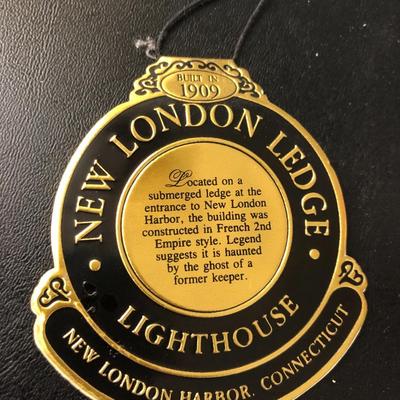 BUILT IN
1909
• NEW LONDON LEDGE •
LIGHTHOUSE
Located on a
submerged ledge at the
entrance to New London
Harbor, the building was
constructed in French 2nd
Empire style. Legend
suggests it is haunted
by the ghost of a
former keeper.
NEW LONDON HARBOR, CONNECTICUT